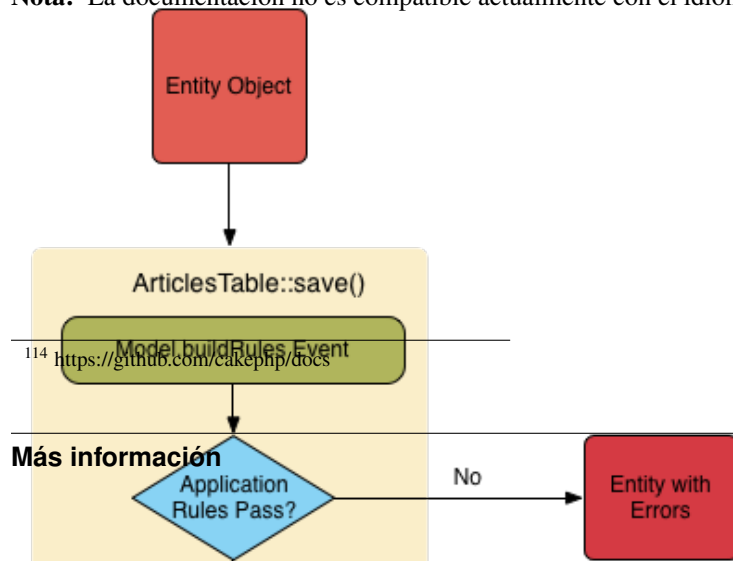 Nota: La documentación no es compatible actualmente con el
Entity Object
ArticlesTable::save()
Model.buildRules Event
114 https://github.com/cakephp/docs
Más información
Application
Rules Pass?
No
Entity with
Errors